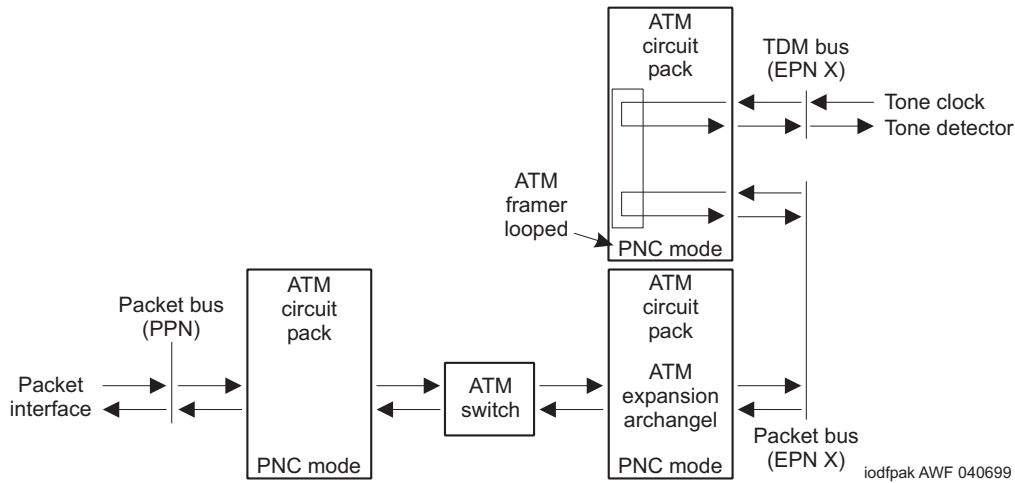 ATM
circuit
pack
TDM bus
(EPN X)
Tone clock
Tone detector
ATM
framer
looped
PNC mode
ATM
circuit
pack
Packet bus
(PPN)
ATM
circuit
pack
Packet
interface
ATM
switch
ATM
expansion
archangel
Packet bus
(EPN X)
PNC mode
PNC mode
iodfpak AWF 040699